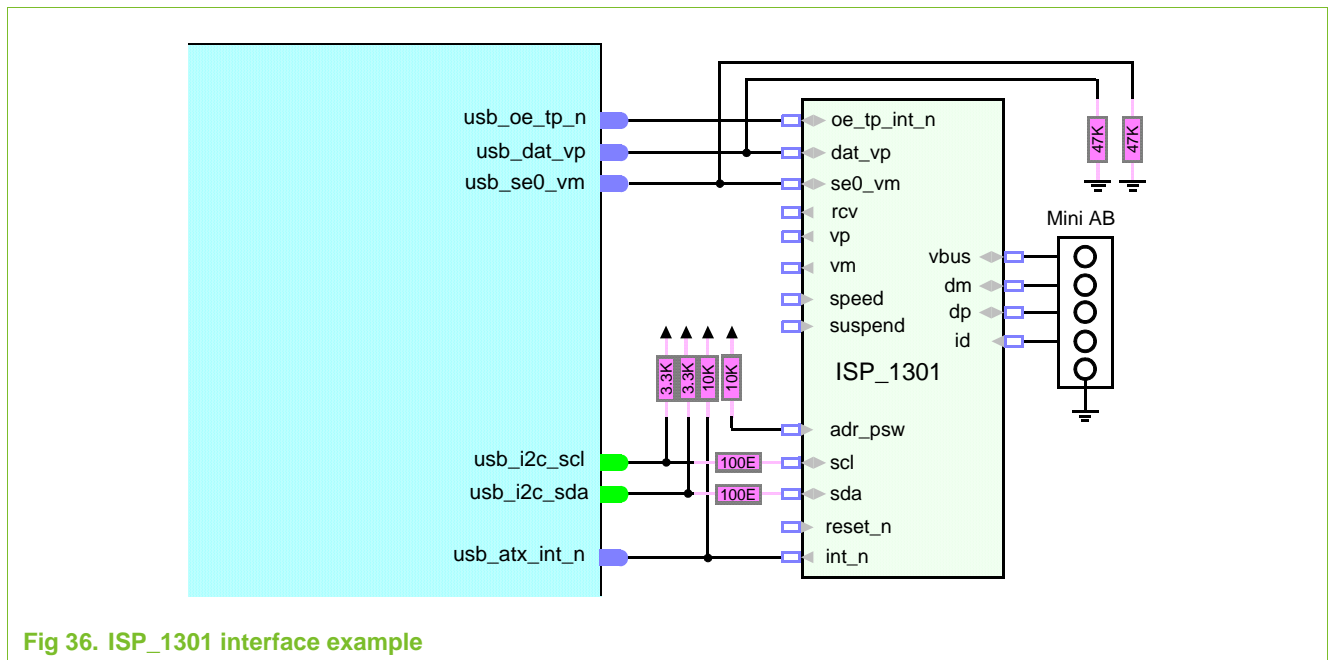 usb_oe_tp_n
usb_dat_vp
usb_se0_vm
oe_tp_int_n
dat_vp
se0_vm
rcv
vp
vm
speed
suspend
ISP_1301
adr_psw
scl
sda
reset_n
int_n
vbus
dm
dp
id
47K
47K
Mini AB
3.3K
3.3K
10K
10K
100E
100E
usb_i2c_scl
usb_i2c_sda
usb_atx_int_n
Fig 36. ISP_1301 interface example